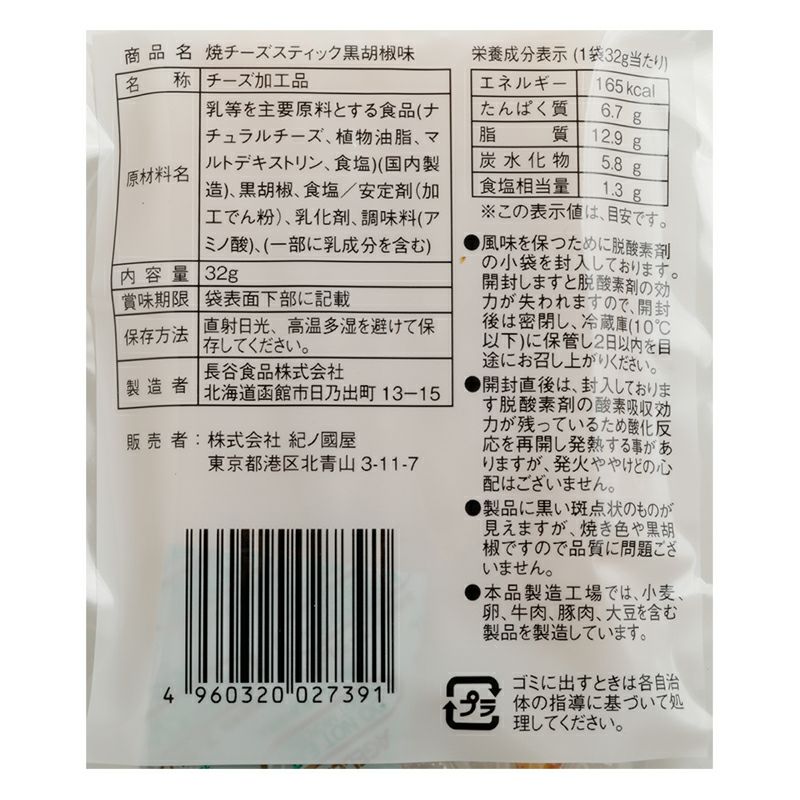 商品名 焼チーズスティック黒胡椒味
名称 チーズ加工品
原材料名
乳等を主要原料とする食品(ナ
チュラルチーズ、植物油脂、マ
ルトデキストリン、食塩)(国内製
造)、黒胡椒、食塩／安定剤(加
工でん粉)、乳化剤、調味料(ア
ミノ酸)、(一部に乳成分を含む)
内容量 32g
賞味期限 袋表面下部に記載
保存方法
直射日光、高温多湿を避けて保
存してください。
製造者
長谷食品株式会社
北海道函館市日乃出町 13-15
販売者：株式会社 紀ノ國屋
東京都港区北青山 3-11-7
4 960320 027391
栄養成分表示 (1袋32g当たり)
エネルギー 165kcal
たんぱく質 6.7 g
脂質 12.9 g
炭水化物 5.8 g
食塩相当量 1.3 g
※この表示値は、目安です。
●風味を保つために脱酸素剤
の小袋を封入しております。
開封しますと脱酸素剤の効
力が失われますので、開封
後は密閉し、冷蔵庫(10℃
以下)に保管し2日以内を目
途にお召し上がりください。
●開封直後は、封入しておりま
す脱酸素剤の酸素吸収効
力が残っているため酸化反
応を再開し発熱する事があ
りますが、発火ややけどの心
配はございません。
●製品に黒い斑点状のものが
見えますが、焼き色や黒胡
椒ですので品質に問題ござ
いません。
●本品製造工場では、小麦、
卵、牛肉、豚肉、大豆を含む
製品を製造しています。
プラ
ゴミに出すときは各自治
体の指導に基づいて処
理してください。